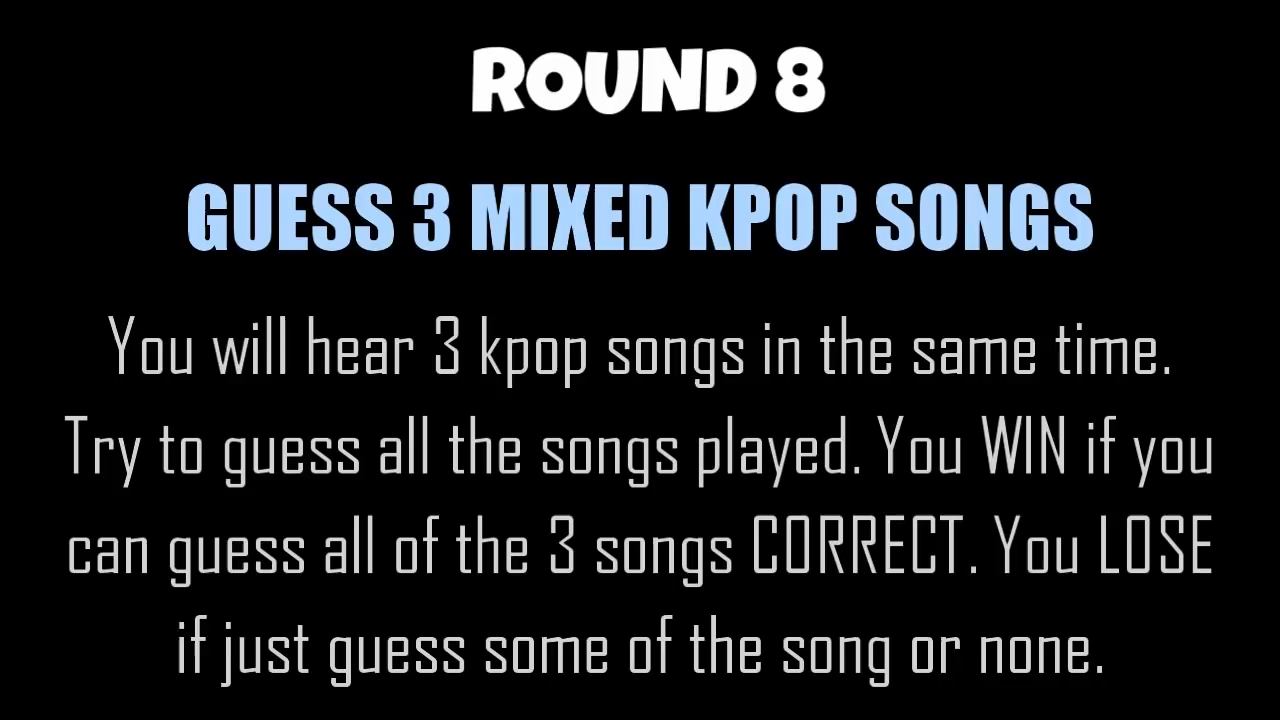 ROUND 8
GUESS 3 MIXED KPOP SONGS
You will hear 3 kpop songs in the same time.
Try to guess all the songs played. You WIN if you
can guess all of the 3 songs CORRECT. You LOSE
if just guess some of the song or none.